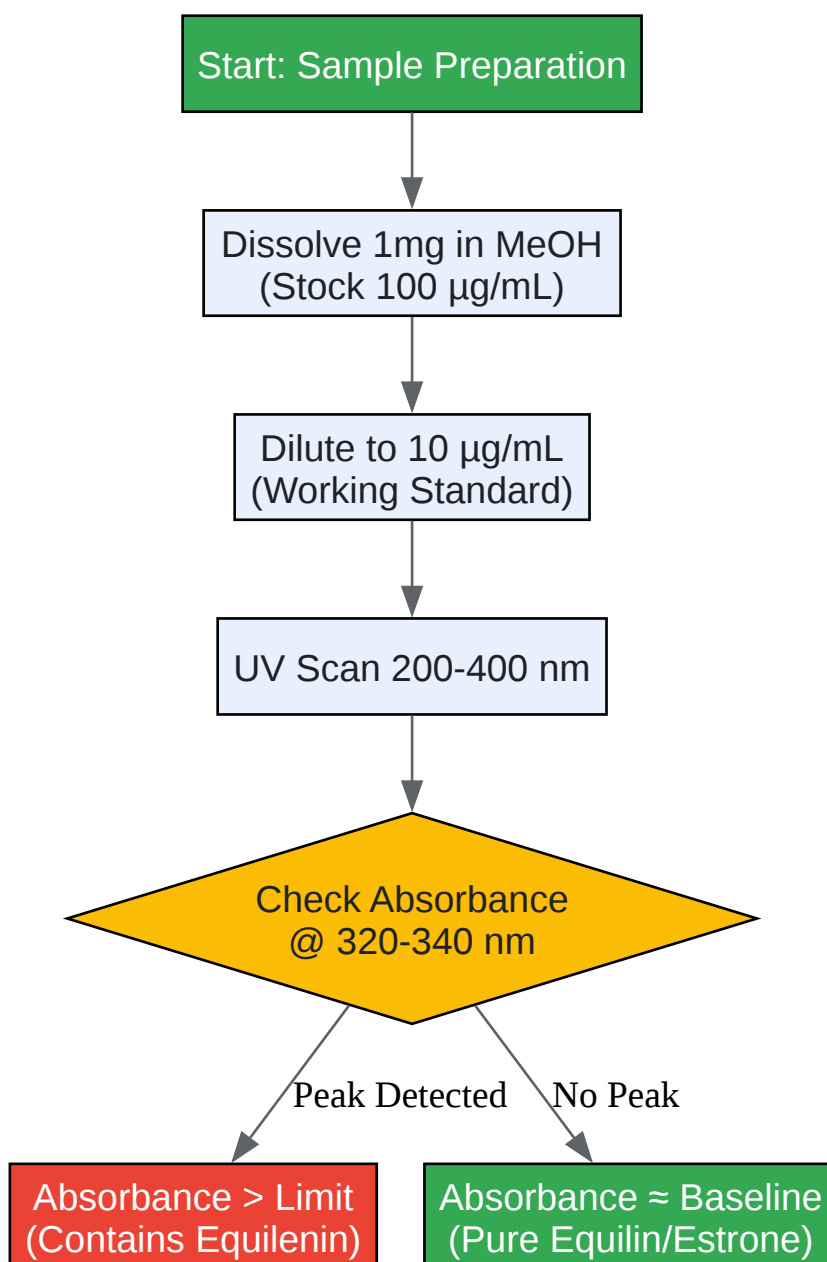 Start: Sample Preparation
Dissolve 1mg in MeOH
(Stock 100 µg/mL)
Dilute to 10 µg/mL
(Working Standard)
UV Scan 200-400 nm
Check Absorbance
@ 320-340 nm
Peak Detected
No Peak
Absorbance > Limit
(Contains Equilenin)
Absorbance ≈ Baseline
(Pure Equilin/Estrone)